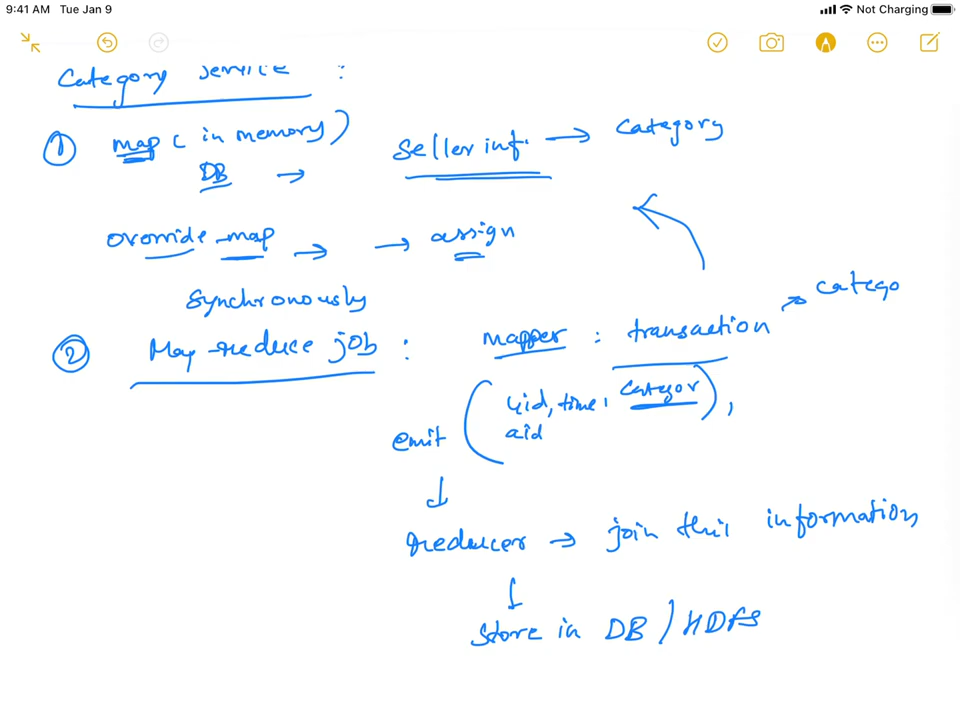 9:41 AM Tue Jan 9
Not Charging
Category service :
① map ( in memory)
DB → seller inf. → category
override map → → assign
Synchronously
② Map-reduce job : mapper : transaction → catego
emit ( uid, time, categor ),
aid
↓
reducer → join this information
↓
store in DB / HDFS